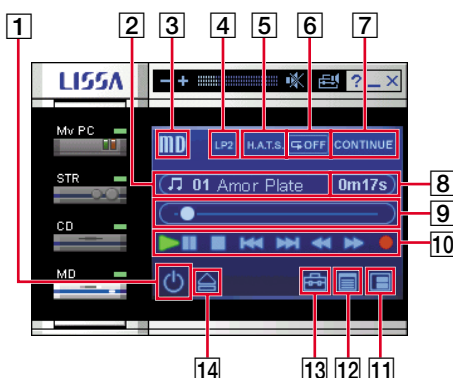 1 2 3 4 5 6 7
LISSA - + ? _ ×
My PC
MD LP2 H.A.T.S. OFF CONTINUE
STR
01 Amor Plate 0m17s 8
9
CD
10
MD
14 13 12 11